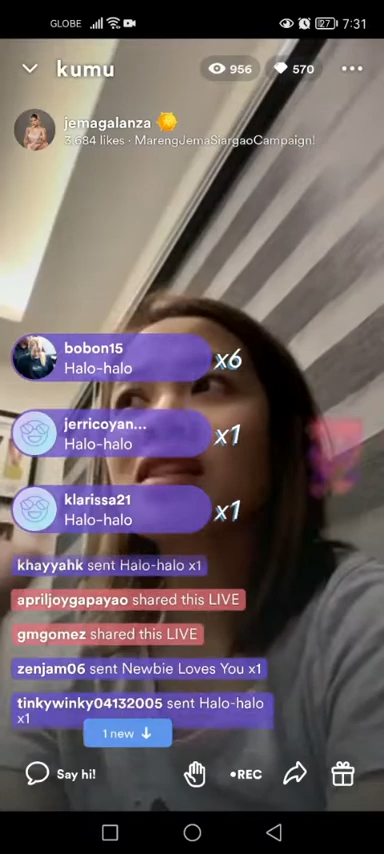 GLOBE 27 7:31
kumu 956 570
jemagalanza
3,684 likes · MarengJemaSiargaoCampaign!
bobon15
Halo-halo x6
jerricoyan...
Halo-halo x1
klarissa21
Halo-halo x1
khayyahk sent Halo-halo x1
apriljoygapayao shared this LIVE
gmgomez shared this LIVE
zenjam06 sent Newbie Loves You x1
tinkywinky04132005 sent Halo-halo
x1
1 new
Say hi! •REC